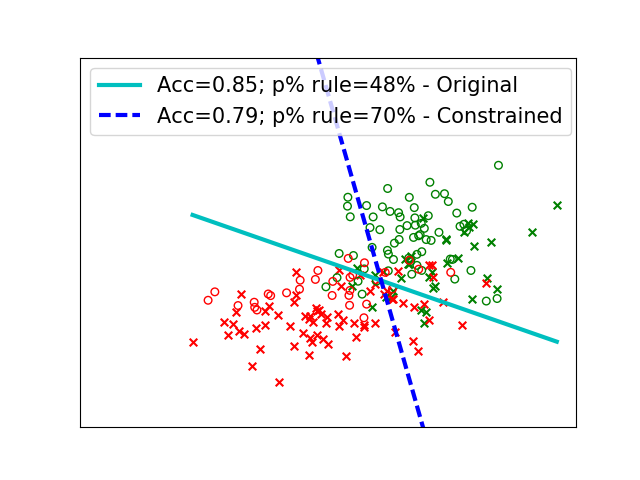 Acc=0.85; p% rule=48% - Original
Acc=0.79; p% rule=70% - Constrained